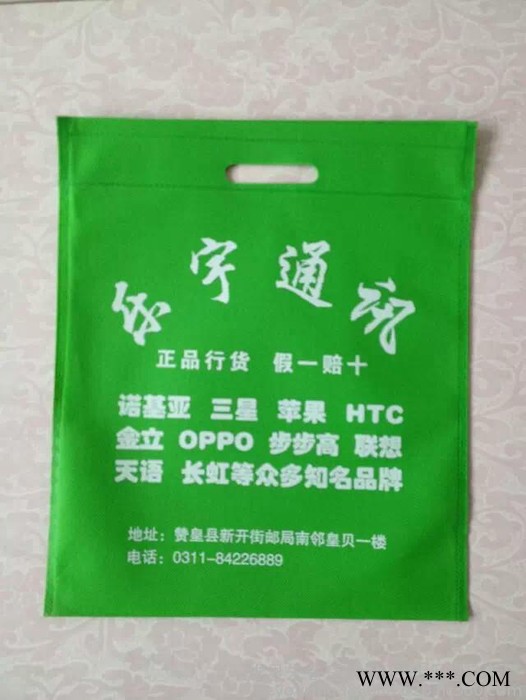 乐宇通讯
正品行货 假一赔十
诺基亚 三星 苹果 HTC
金立 OPPO 步步高 联想
天语 长虹等众多知名品牌
地址：赞皇县新开街邮局南邻皇贝一楼
电话：0311-84226889
www.***.COM